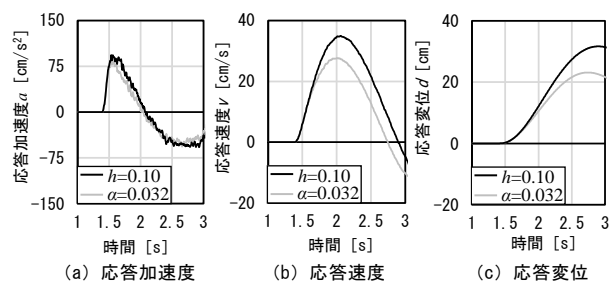 応答加速度a [cm/s²]
150
75
0
-75
-150
h=0.10
α=0.032
1 1.5 2 2.5 3
時間 [s]
(a) 応答加速度
応答速度v [cm/s]
40
20
0
-20
h=0.10
α=0.032
1 1.5 2 2.5 3
時間 [s]
(b) 応答速度
応答変位d [cm]
40
20
0
-20
h=0.10
α=0.032
1 1.5 2 2.5 3
時間 [s]
(c) 応答変位